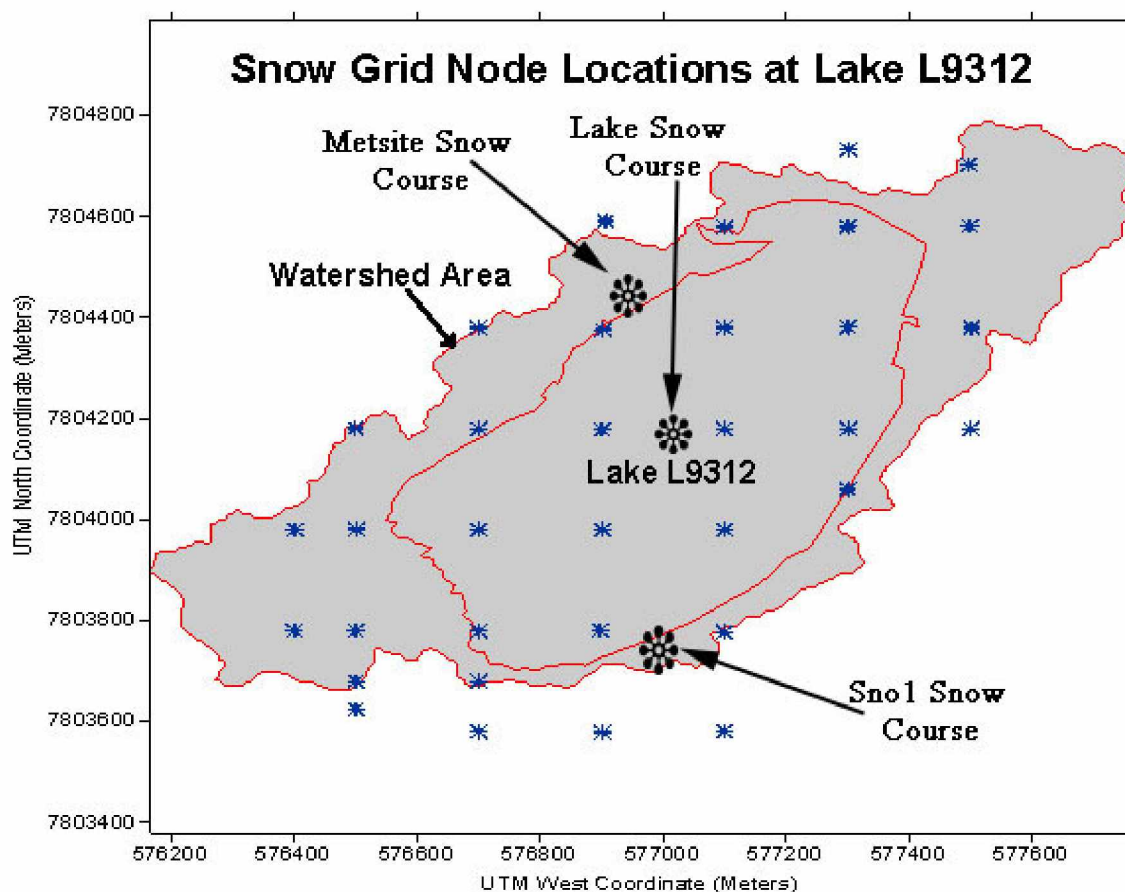 Snow Grid Node Locations at Lake L9312
Metsite Snow
Course
Lake Snow
Course
Watershed Area
Lake L9312
Sno1 Snow
Course
UTM North Coordinate (Meters)
7804800
7804600
7804400
7804200
7804000
7803800
7803600
7803400
576200 576400 576600 576800 577000 577200 577400 577600
UTM West Coordinate (Meters)